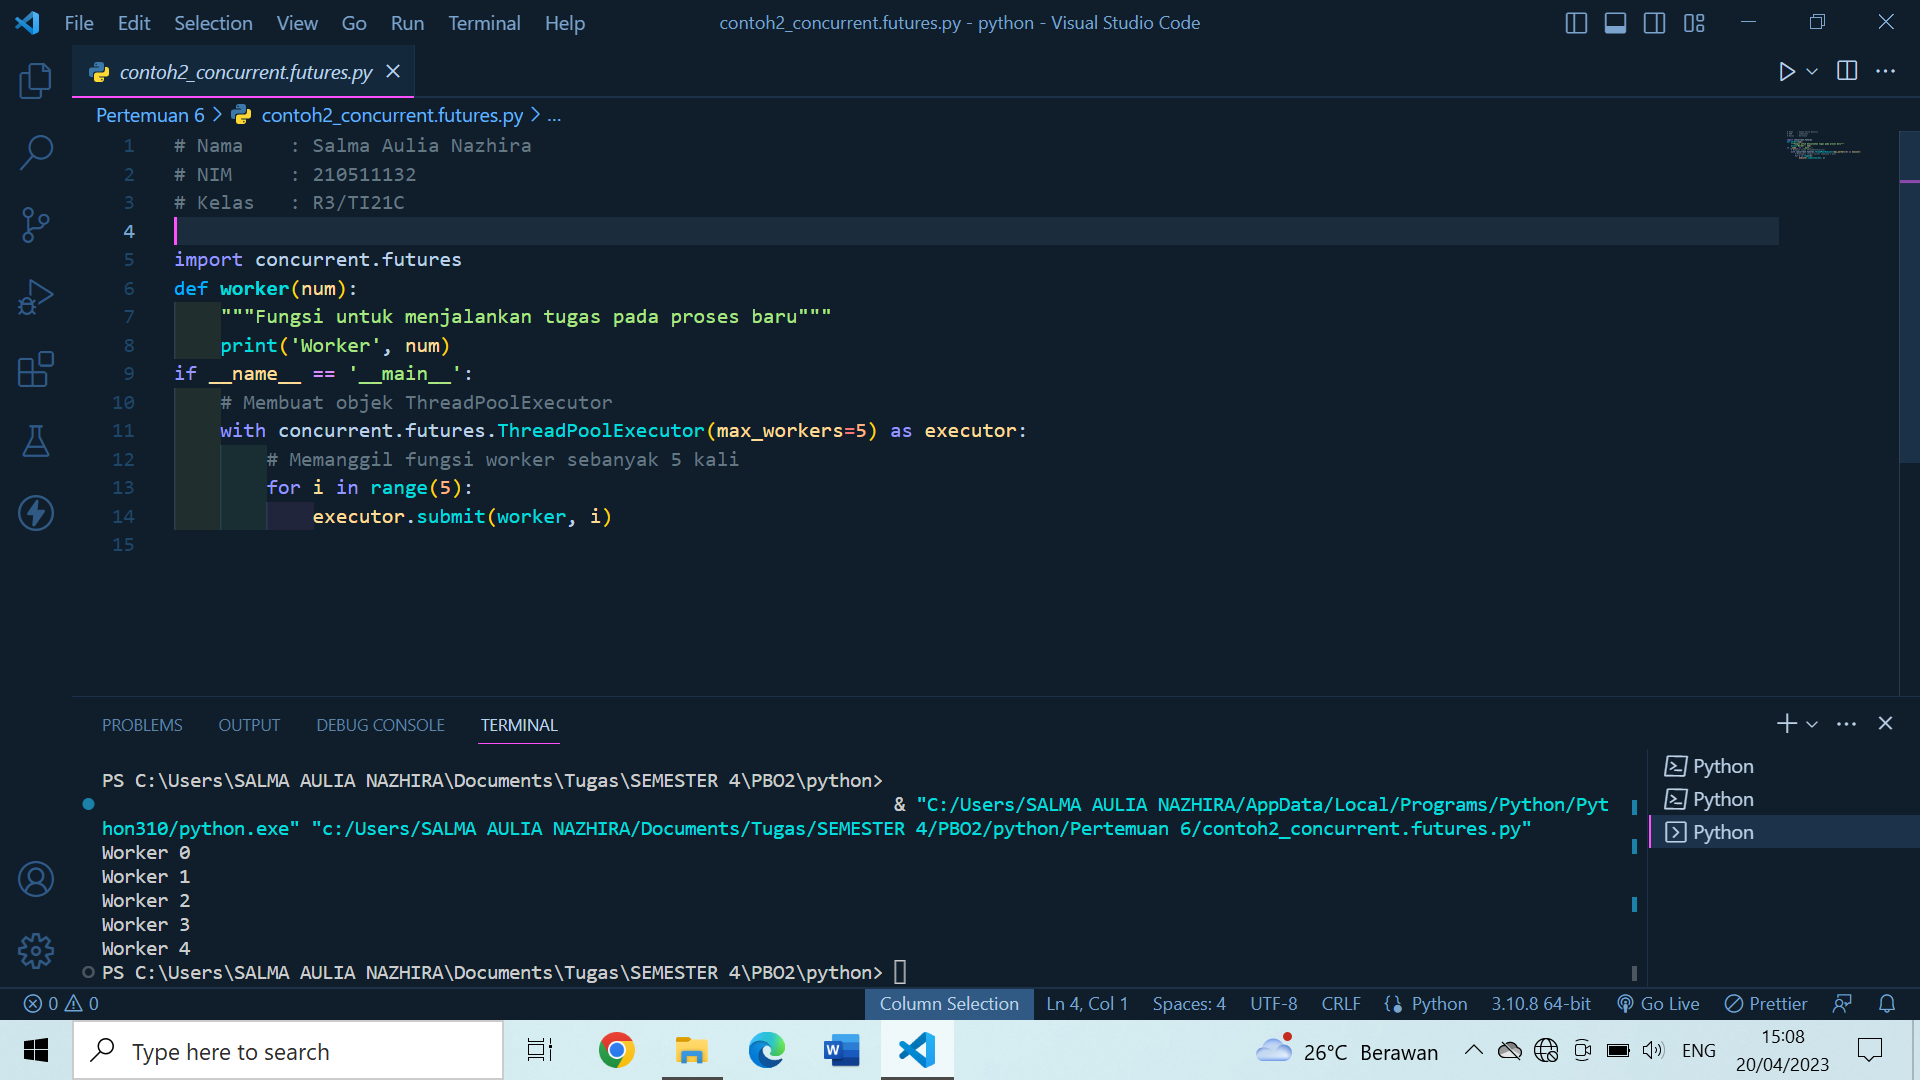 File Edit Selection View Go Run Terminal Help contoh2_concurrent.futures.py - python - Visual Studio Code
contoh2_concurrent.futures.py
Pertemuan 6 > contoh2_concurrent.futures.py > ...
1 # Nama    : Salma Aulia Nazhira
2 # NIM     : 210511132
3 # Kelas   : R3/TI21C
4
5 import concurrent.futures
6 def worker(num):
7     """Fungsi untuk menjalankan tugas pada proses baru"""
8     print('Worker', num)
9 if __name__ == '__main__':
10     # Membuat objek ThreadPoolExecutor
11     with concurrent.futures.ThreadPoolExecutor(max_workers=5) as executor:
12         # Memanggil fungsi worker sebanyak 5 kali
13         for i in range(5):
14             executor.submit(worker, i)
15
PROBLEMS OUTPUT DEBUG CONSOLE TERMINAL
PS C:\Users\SALMA AULIA NAZHIRA\Documents\Tugas\SEMESTER 4\PBO2\python>
& "C:/Users/SALMA AULIA NAZHIRA/AppData/Local/Programs/Python/Pyt
hon310/python.exe" "c:/Users/SALMA AULIA NAZHIRA/Documents/Tugas/SEMESTER 4/PBO2/python/Pertemuan 6/contoh2_concurrent.futures.py"
Worker 0
Worker 1
Worker 2
Worker 3
Worker 4
PS C:\Users\SALMA AULIA NAZHIRA\Documents\Tugas\SEMESTER 4\PBO2\python>
Python
Python
Python
0 0 Column Selection Ln 4, Col 1 Spaces: 4 UTF-8 CRLF Python 3.10.8 64-bit Go Live Prettier
Type here to search 26°C Berawan ENG 15:08
20/04/2023